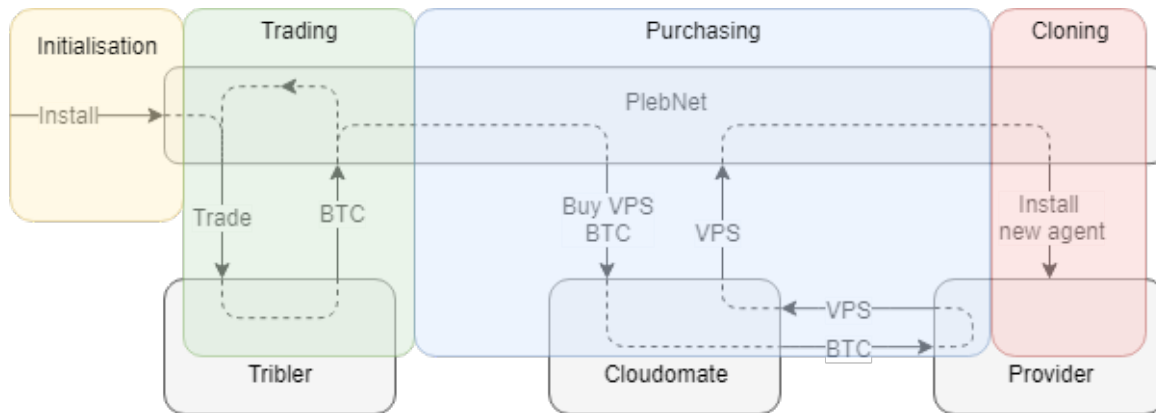 Initialisation
Trading
Purchasing
Cloning
Install
PlebNet
Trade
BTC
Buy VPS
BTC
VPS
Install
new agent
VPS
BTC
Tribler
Cloudomate
Provider